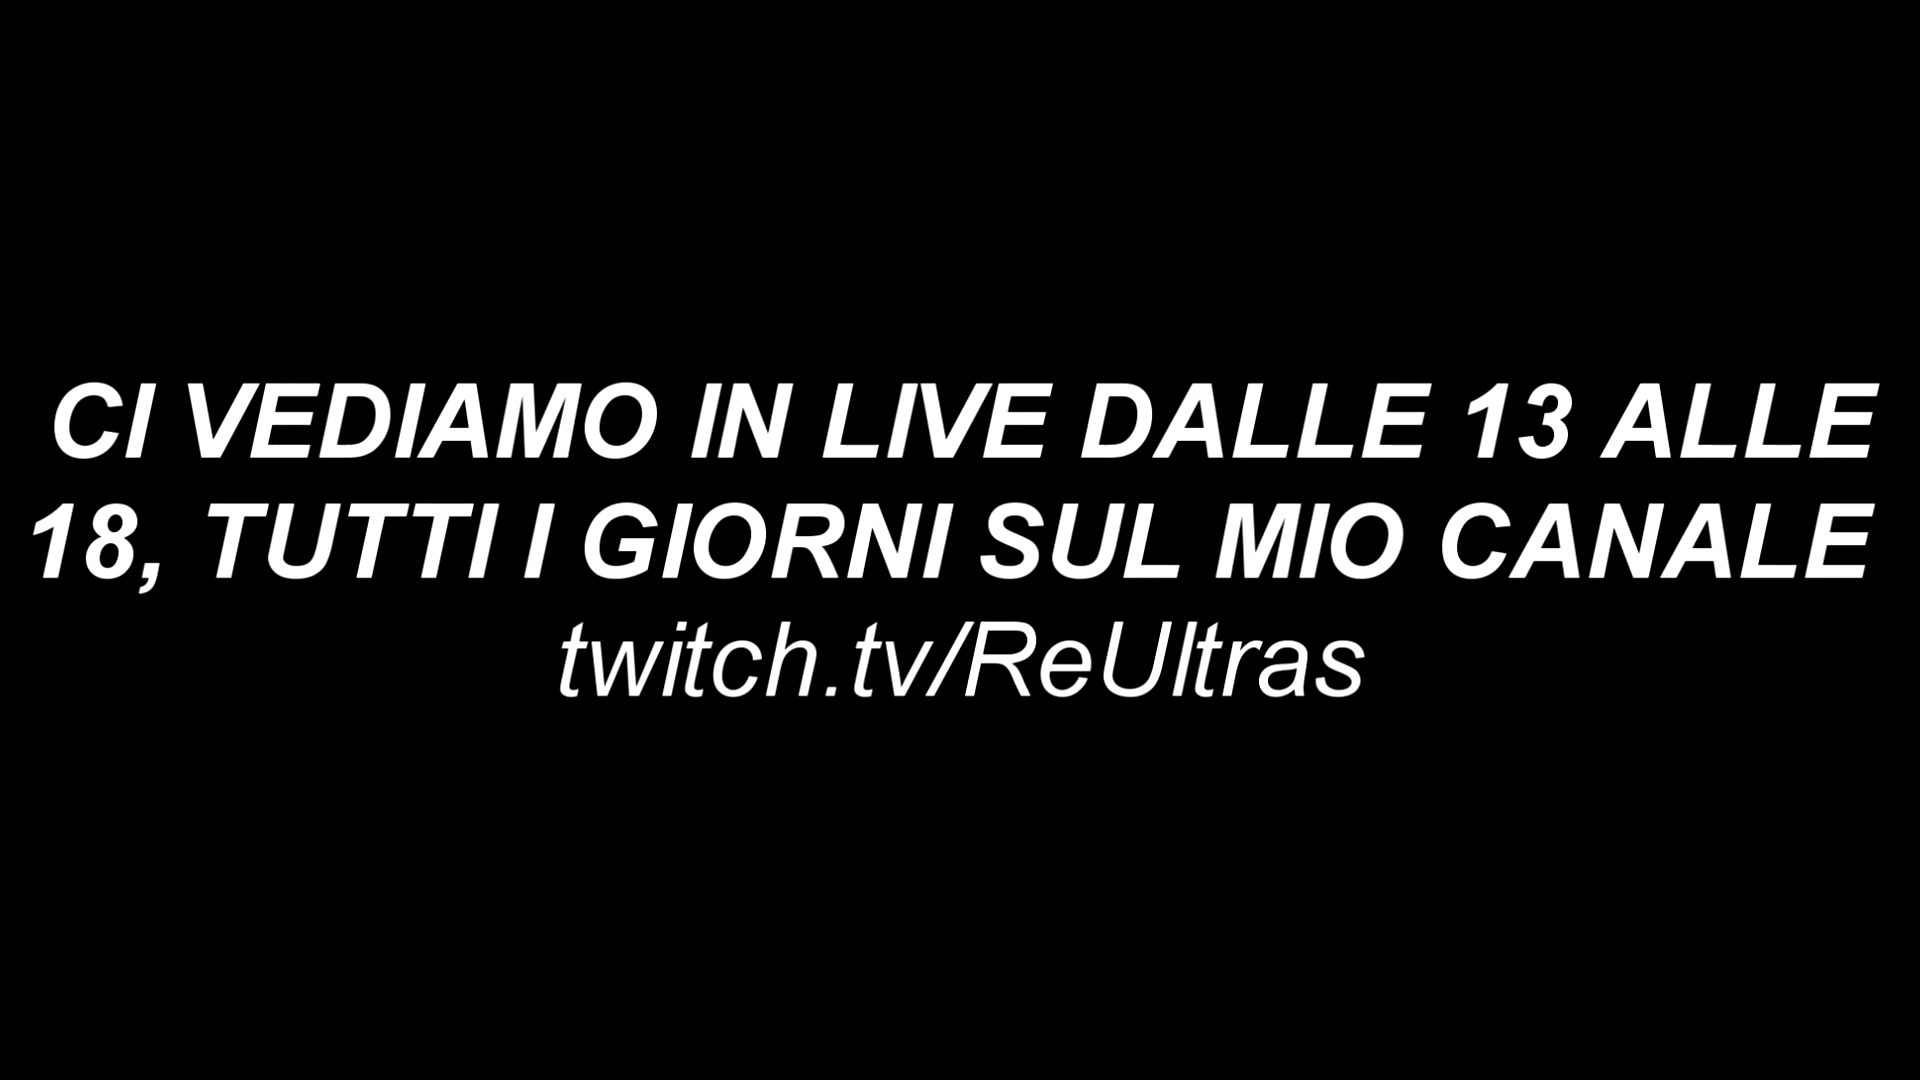 CI VEDIAMO IN LIVE DALLE 13 ALLE
18, TUTTI I GIORNI SUL MIO CANALE
twitch.tv/ReUltras